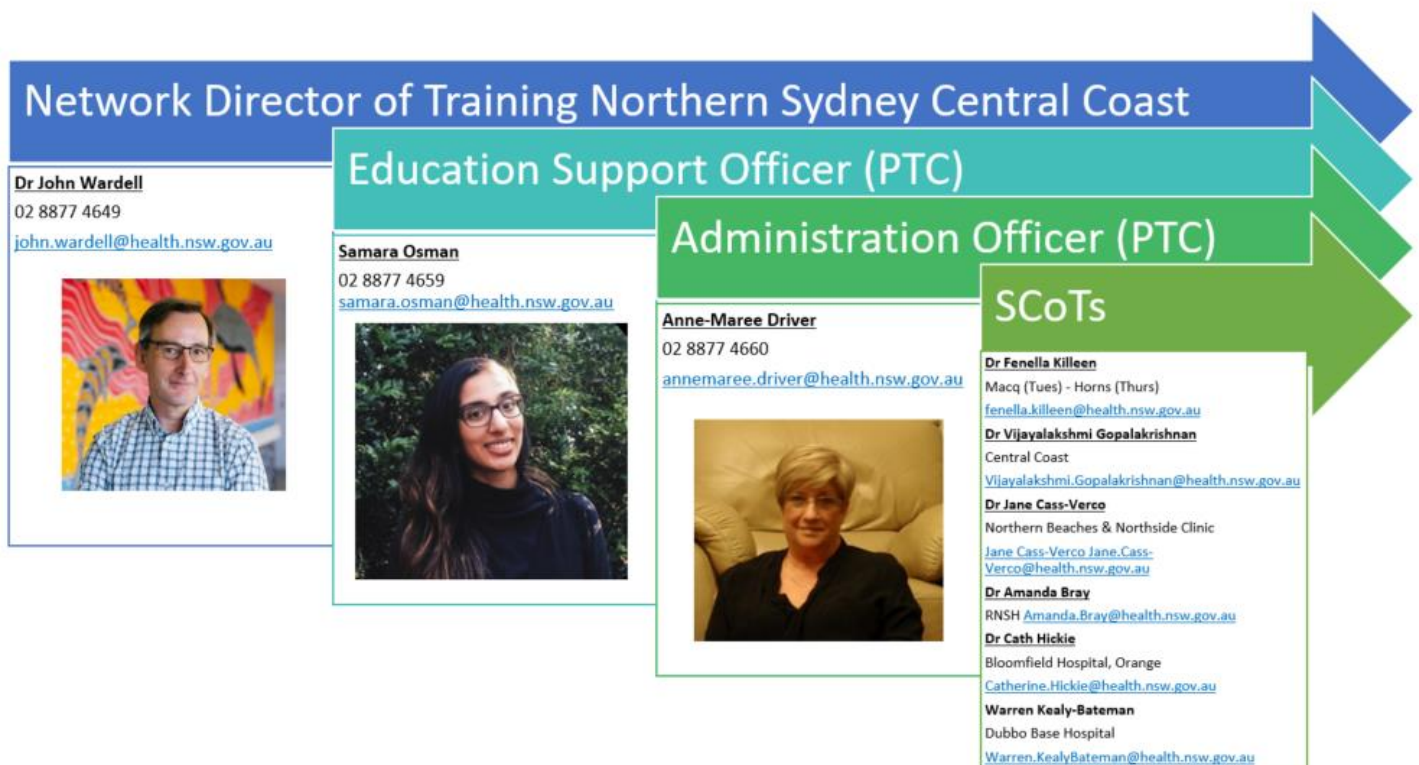 Network Director of Training Northern Sydney Central Coast
Dr John Wardell
02 8877 4649
john.wardell@health.nsw.gov.au
Education Support Officer (PTC)
Samara Osman
02 8877 4659
samara.osman@health.nsw.gov.au
Administration Officer (PTC)
Anne-Maree Driver
02 8877 4660
annemaree.driver@health.nsw.gov.au
SCoTs
Dr Fenella Killeen
Macq (Tues) - Horns (Thurs)
fenella.killeen@health.nsw.gov.au
Dr Vijayalakshmi Gopalakrishnan
Central Coast
Vijayalakshmi.Gopalakrishnan@health.nsw.gov.au
Dr Jane Cass-Verco
Northern Beaches & Northside Clinic
Jane Cass-Verco Jane.Cass-
Verco@health.nsw.gov.au
Dr Amanda Bray
RNSH Amanda.Bray@health.nsw.gov.au
Dr Cath Hickie
Bloomfield Hospital, Orange
Catherine.Hickie@health.nsw.gov.au
Warren Kealy-Bateman
Dubbo Base Hospital
Warren.KealyBateman@health.nsw.gov.au